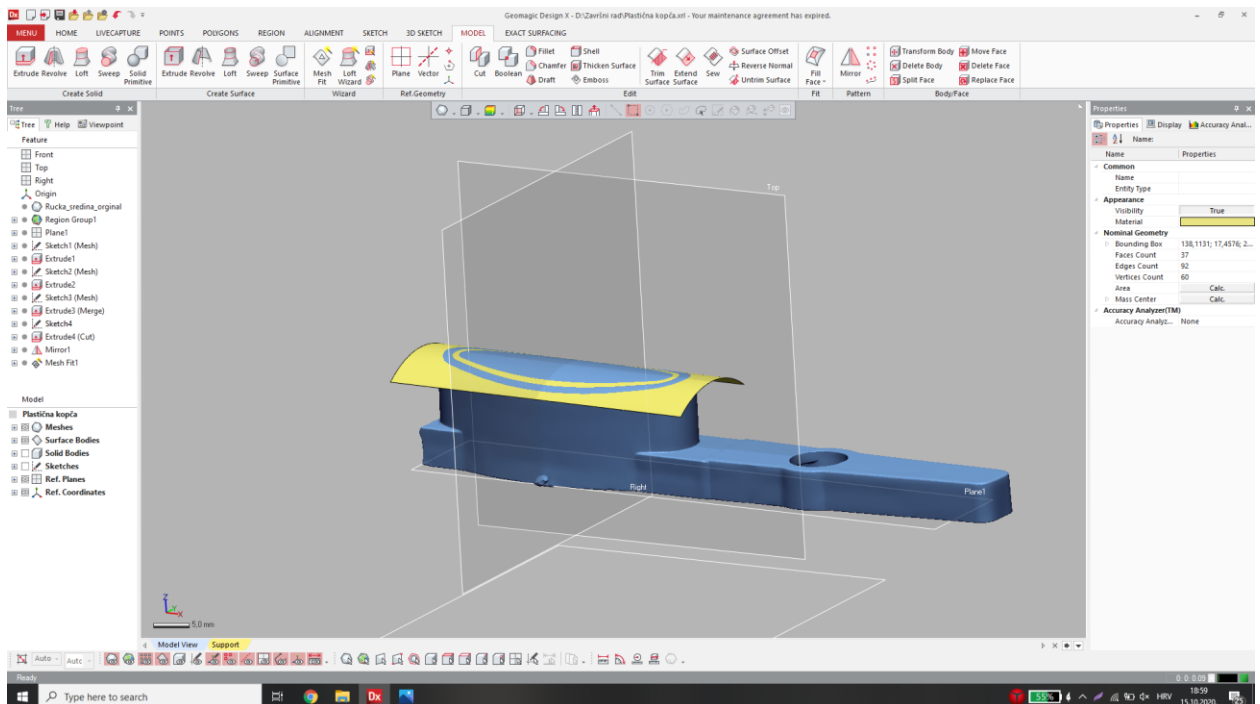 Geomagic Design X - D:\Završni rad\Plastična kopča.xrl - Your maintenance agreement has expired.
MENU HOME LIVECAPTURE POINTS POLYGONS REGION ALIGNMENT SKETCH 3D SKETCH MODEL EXACT SURFACING
Extrude Revolve Loft Sweep Solid Primitive
Create Solid
Extrude Revolve Loft Sweep Surface Primitive
Create Surface
Mesh Fit Loft Wizard
Wizard
Plane Vector
Ref.Geometry
Cut Boolean
Fillet Shell
Chamfer Thicken Surface
Draft Emboss
Trim Surface Extend Surface Sew
Surface Offset
Reverse Normal
Untrim Surface
Edit
Fill Face
Fit
Mirror
Pattern
Transform Body Move Face
Delete Body Delete Face
Split Face Replace Face
Body/Face
Tree
Tree Help Viewpoint
Feature
Front
Top
Right
Origin
Rucka_sredina_orginal
Region Group1
Plane1
Sketch1 (Mesh)
Extrude1
Sketch2 (Mesh)
Extrude2
Sketch3 (Mesh)
Extrude3 (Merge)
Sketch4
Extrude4 (Cut)
Mirror1
Mesh Fit1
Model
Plastična kopča
Meshes
Surface Bodies
Solid Bodies
Sketches
Ref. Planes
Ref. Coordinates
Top
Right
Plane1
Z
X
5,0 mm
Model View Support
Properties
Properties Display Accuracy Anal...
Name:
Name Properties
Common
Name
Entity Type
Appearance
Visibility True
Material
Nominal Geometry
Bounding Box 138,1131; 17,4576; 2...
Faces Count 37
Edges Count 92
Vertices Count 60
Area Calc.
Mass Center Calc.
Accuracy Analyzer(TM)
Accuracy Analyz... None
Auto Autc
Ready
0: 0: 0.09
Type here to search
Dx
55%
HRV
18:59
15.10.2020.
25